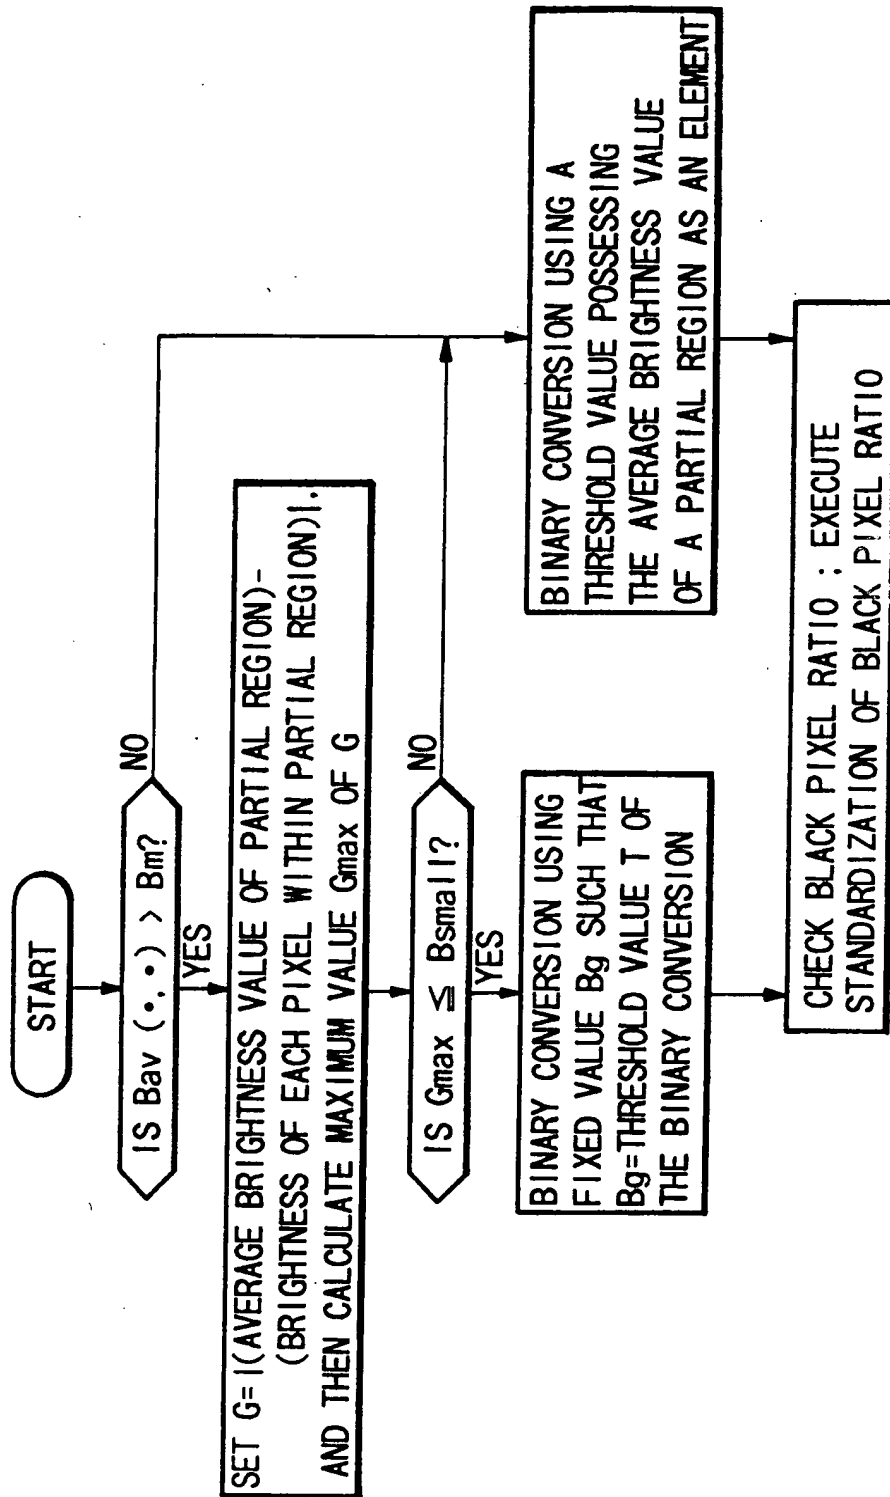 START
IS Bav (•,•) > Bm?
NO
YES
SET G=|(AVERAGE BRIGHTNESS VALUE OF PARTIAL REGION)-
(BRIGHTNESS OF EACH PIXEL WITHIN PARTIAL REGION)|.
AND THEN CALCULATE MAXIMUM VALUE Gmax OF G
IS Gmax ≦ Bsmall?
NO
YES
BINARY CONVERSION USING
FIXED VALUE Bg SUCH THAT
Bg=THRESHOLD VALUE T OF
THE BINARY CONVERSION
BINARY CONVERSION USING A
THRESHOLD VALUE POSSESSING
THE AVERAGE BRIGHTNESS VALUE
OF A PARTIAL REGION AS AN ELEMENT
CHECK BLACK PIXEL RATIO ; EXECUTE
STANDARDIZATION OF BLACK PIXEL RATIO